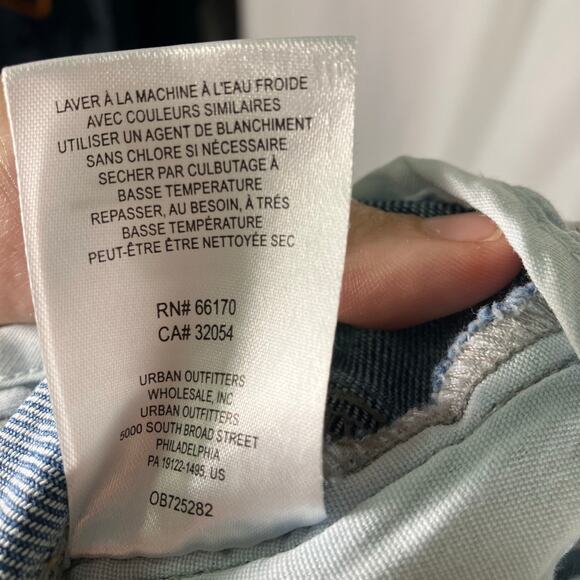 LAVER À LA MACHINE À L'EAU FROIDE
AVEC COULEURS SIMILAIRES
UTILISER UN AGENT DE BLANCHIMENT
SANS CHLORE SI NÉCESSAIRE
SECHER PAR CULBUTAGE À
BASSE TEMPERATURE
REPASSER, AU BESOIN, À TRÉS
BASSE TEMPÉRATURE
PEUT-ÊTRE ÊTRE NETTOYÉE SEC
RN# 66170
CA# 32054
URBAN OUTFITTERS
WHOLESALE, INC
URBAN OUTFITTERS
5000 SOUTH BROAD STREET
PHILADELPHIA
PA 19122-1495. US
OB725282